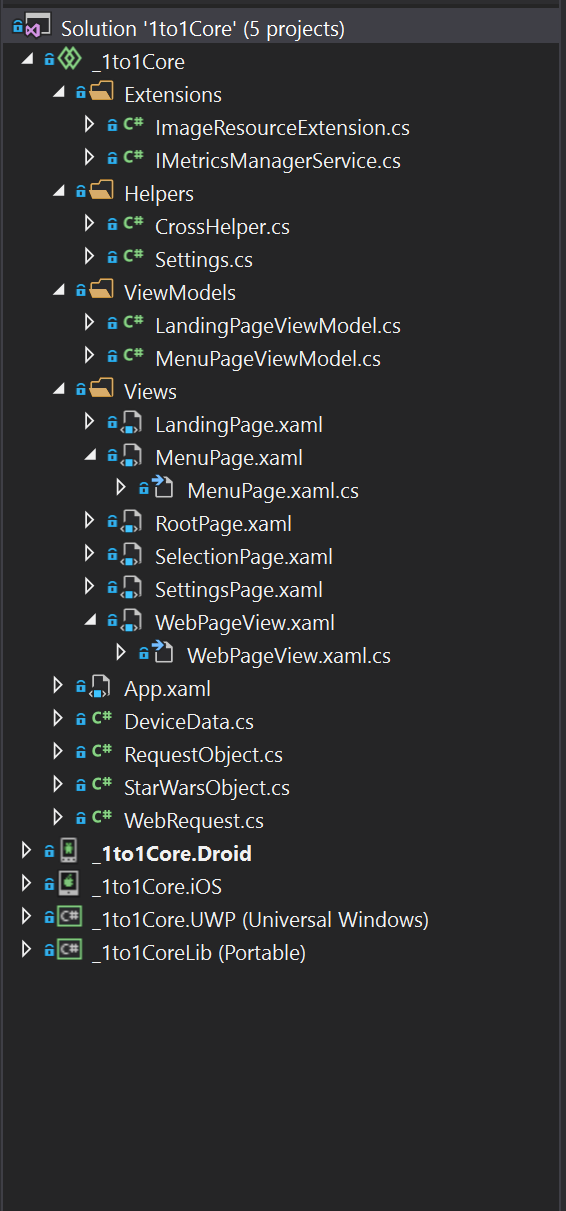 Solution '1to1Core' (5 projects)
_1to1Core
Extensions
C# ImageResourceExtension.cs
C# IMetricsManagerService.cs
Helpers
C# CrossHelper.cs
C# Settings.cs
ViewModels
C# LandingPageViewModel.cs
C# MenuPageViewModel.cs
Views
LandingPage.xaml
MenuPage.xaml
MenuPage.xaml.cs
RootPage.xaml
SelectionPage.xaml
SettingsPage.xaml
WebPageView.xaml
WebPageView.xaml.cs
App.xaml
C# DeviceData.cs
C# RequestObject.cs
C# StarWarsObject.cs
C# WebRequest.cs
_1to1Core.Droid
_1to1Core.iOS
C# _1to1Core.UWP (Universal Windows)
C# _1to1CoreLib (Portable)